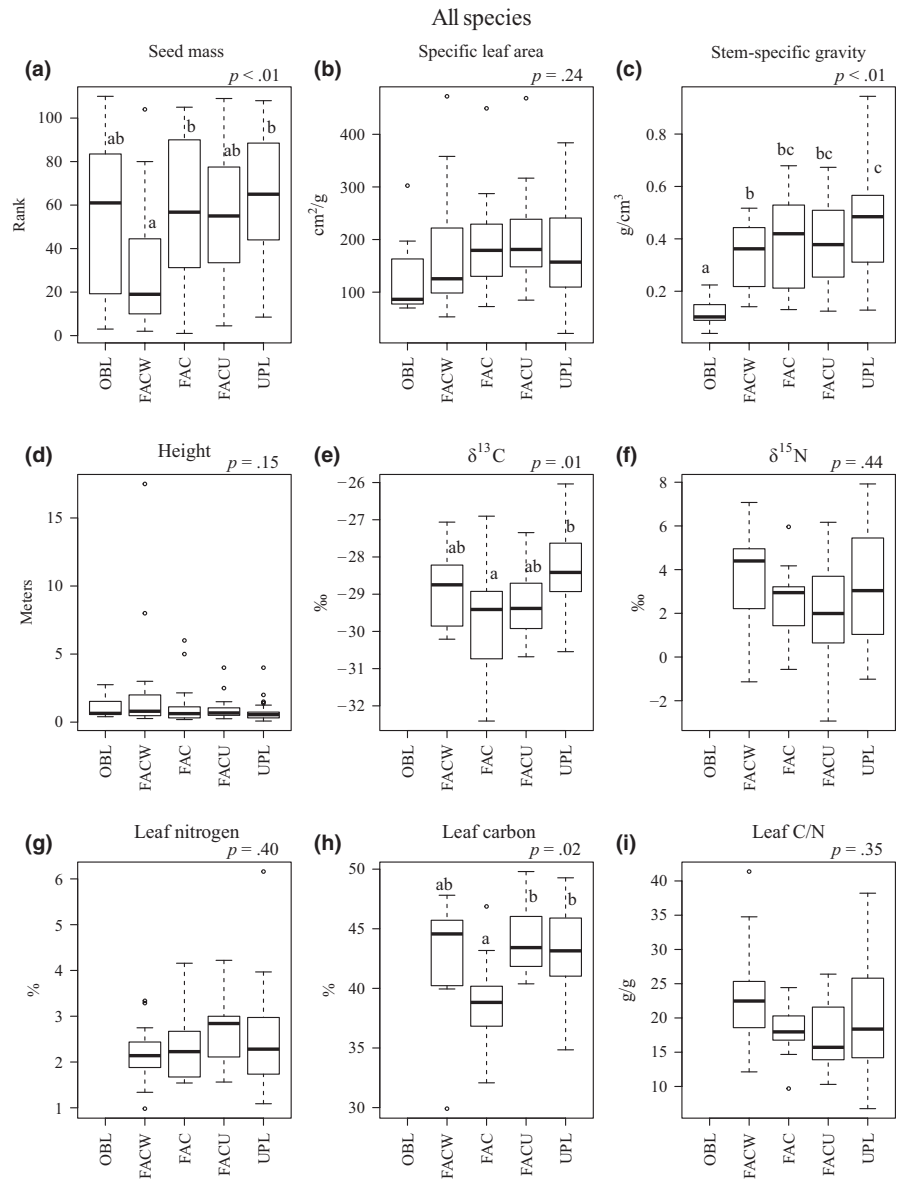 All species
(a) Seed mass
p < .01
Rank
100
80
60
40
20
0
ab
a
b
ab
b
OBL
FACW
FAC
FACU
UPL
(b) Specific leaf area
p = .24
cm²/g
400
300
200
100
OBL
FACW
FAC
FACU
UPL
(c) Stem-specific gravity
p < .01
g/cm³
0.8
0.6
0.4
0.2
a
b
bc
bc
c
OBL
FACW
FAC
FACU
UPL
(d) Height
p = .15
Meters
15
10
5
0
OBL
FACW
FAC
FACU
UPL
(e) δ¹³C
p = .01
‰
−26
−27
−28
−29
−30
−31
−32
ab
a
ab
b
OBL
FACW
FAC
FACU
UPL
(f) δ¹⁵N
p = .44
‰
8
6
4
2
0
−2
OBL
FACW
FAC
FACU
UPL
(g) Leaf nitrogen
p = .40
%
6
5
4
3
2
1
OBL
FACW
FAC
FACU
UPL
(h) Leaf carbon
p = .02
%
50
45
40
35
30
ab
a
b
b
OBL
FACW
FAC
FACU
UPL
(i) Leaf C/N
p = .35
g/g
40
35
30
25
20
15
10
OBL
FACW
FAC
FACU
UPL